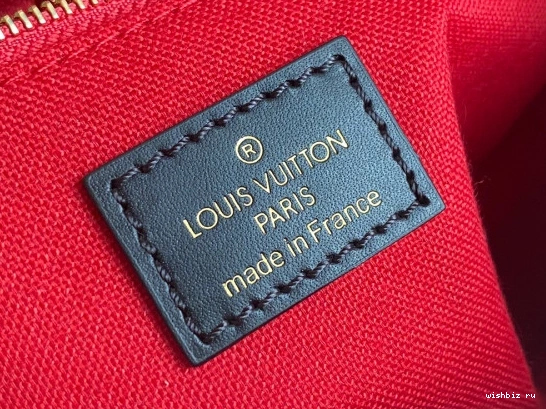 ®
LOUIS VUITTON
PARIS
made in France
wishbiz ru